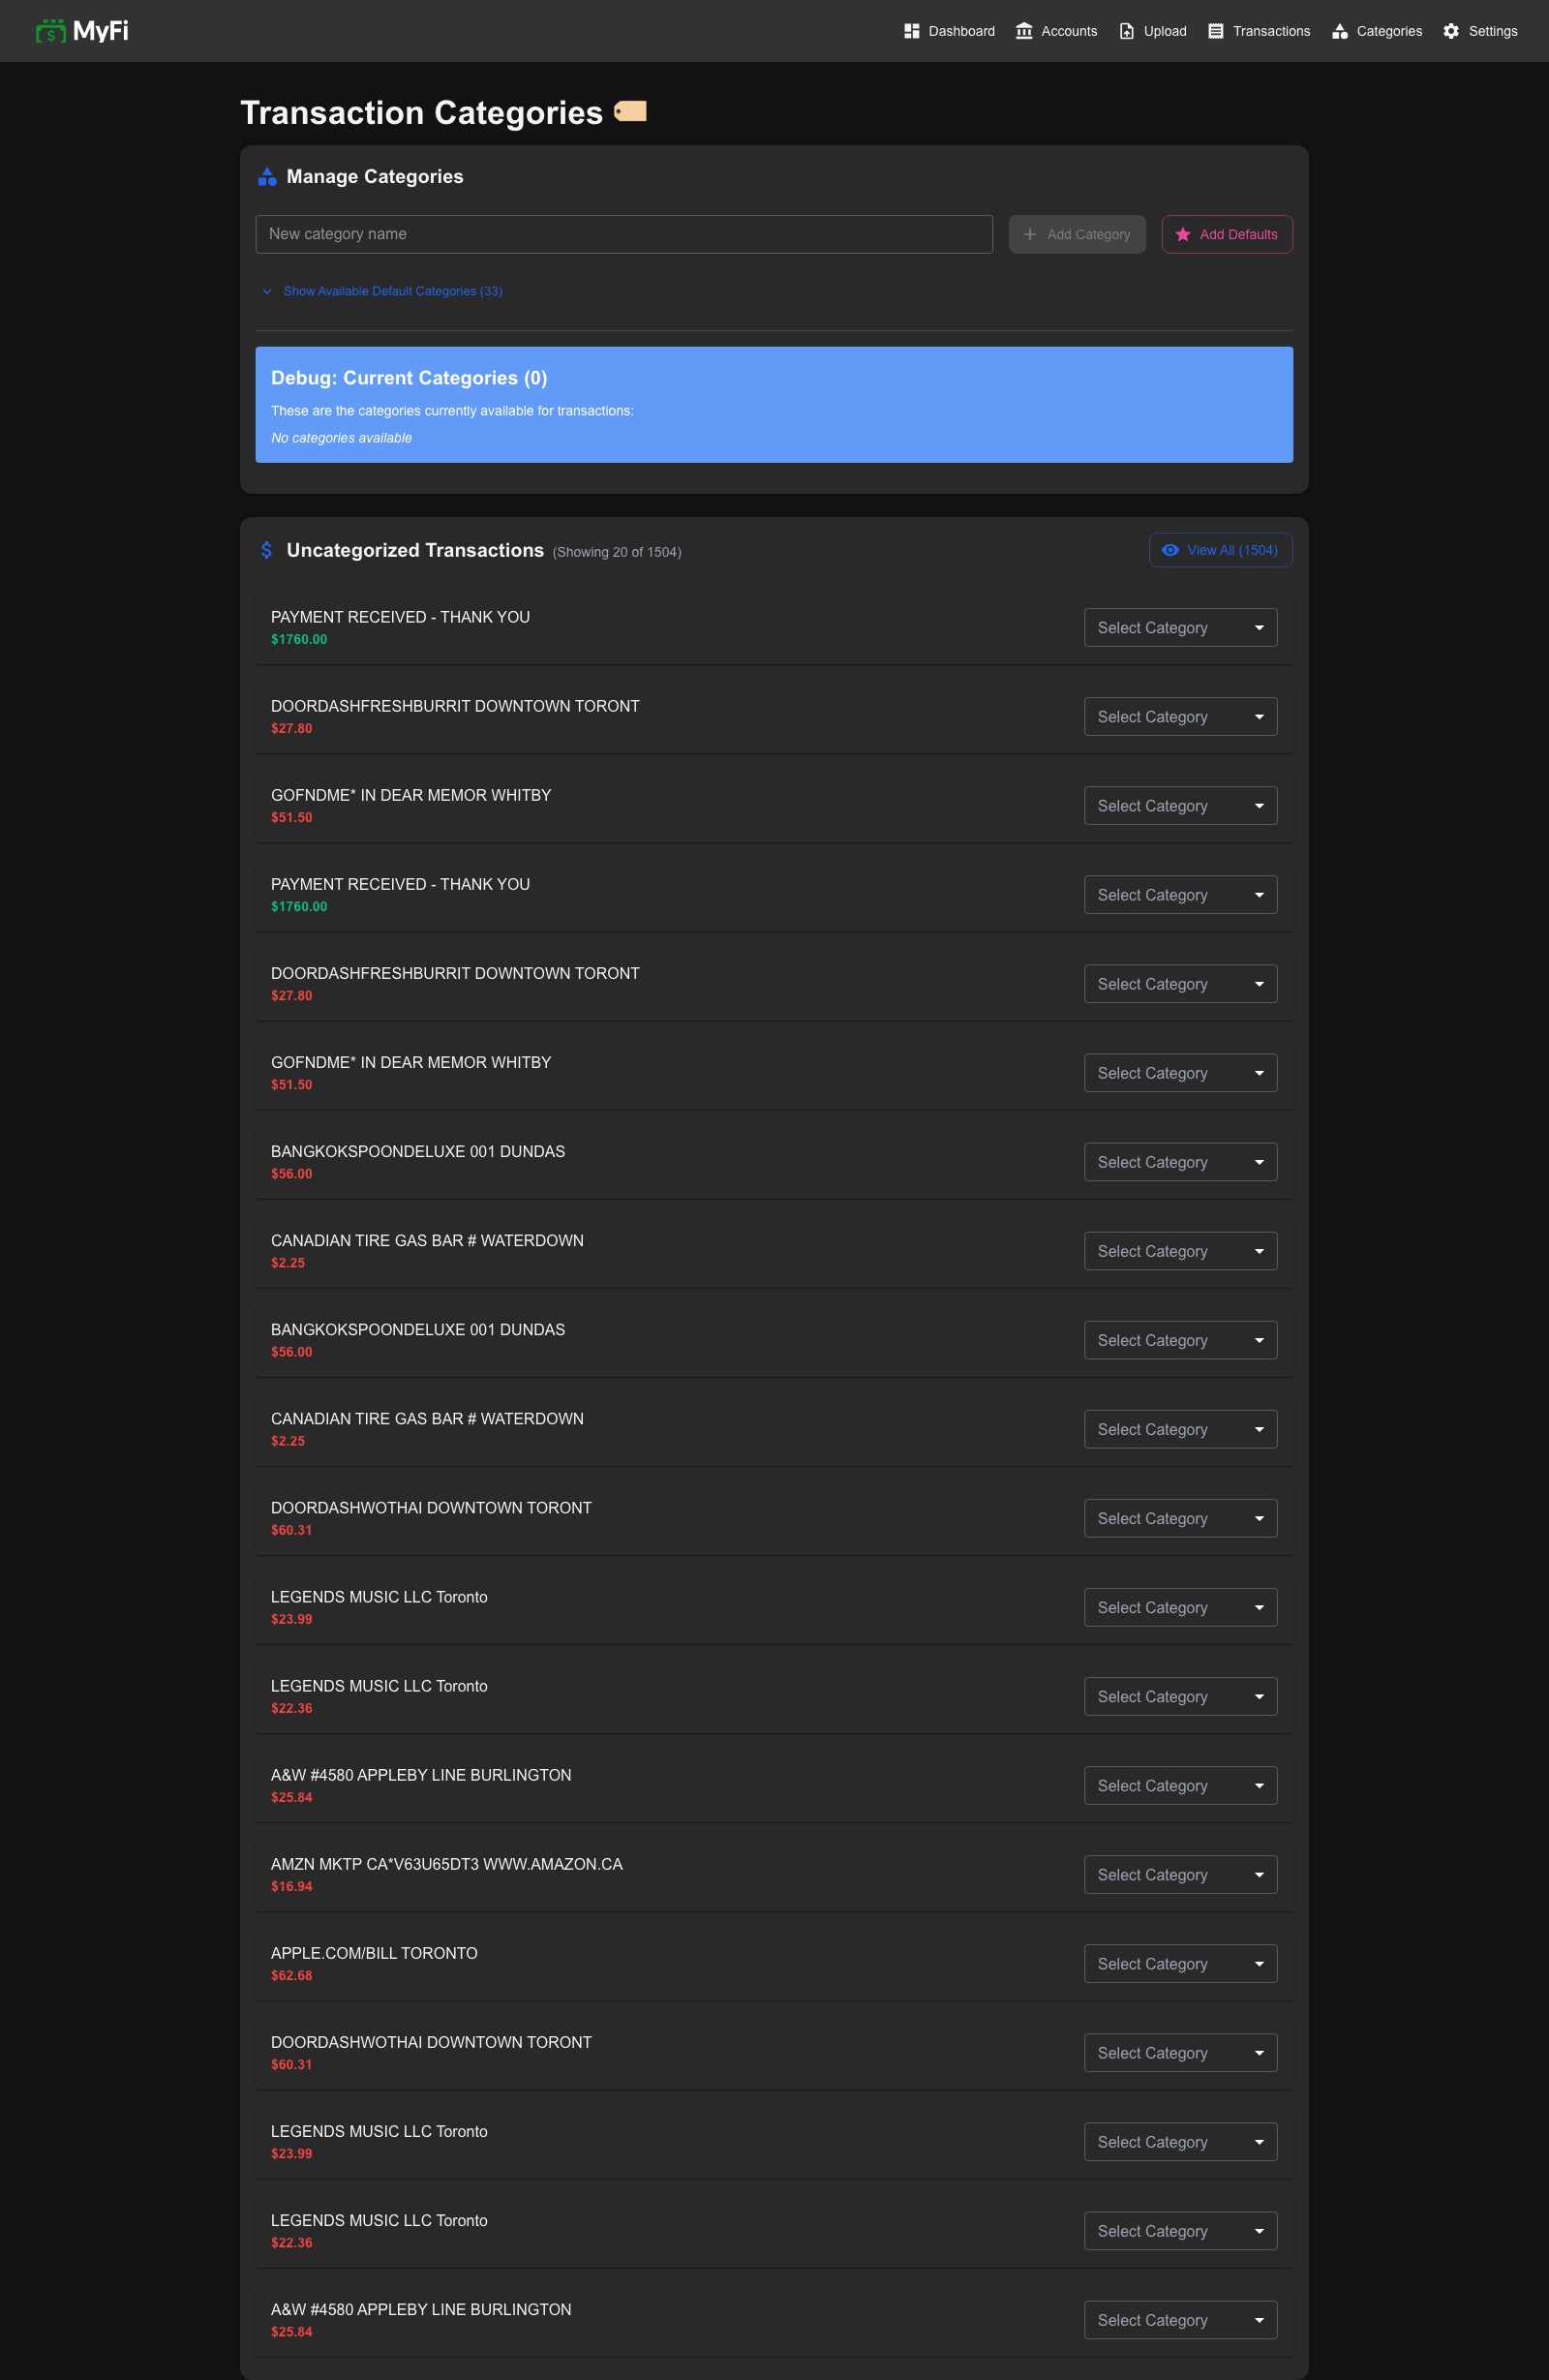 MyFi
Dashboard
Accounts
Upload
Transactions
Categories
Settings
Transaction Categories
Manage Categories
New category name
Add Category
Add Defaults
Show Available Default Categories (33)
Debug: Current Categories (0)
These are the categories currently available for transactions:
No categories available
Uncategorized Transactions (Showing 20 of 1504)
View All (1504)
PAYMENT RECEIVED - THANK YOU
$1760.00
Select Category
DOORDASHFRESHBURRIT DOWNTOWN TORONT
$27.80
Select Category
GOFNDME* IN DEAR MEMOR WHITBY
$51.50
Select Category
PAYMENT RECEIVED - THANK YOU
$1760.00
Select Category
DOORDASHFRESHBURRIT DOWNTOWN TORONT
$27.80
Select Category
GOFNDME* IN DEAR MEMOR WHITBY
$51.50
Select Category
BANGKOKSPOONDELUXE 001 DUNDAS
$56.00
Select Category
CANADIAN TIRE GAS BAR # WATERDOWN
$2.25
Select Category
BANGKOKSPOONDELUXE 001 DUNDAS
$56.00
Select Category
CANADIAN TIRE GAS BAR # WATERDOWN
$2.25
Select Category
DOORDASHWOTHAI DOWNTOWN TORONT
$60.31
Select Category
LEGENDS MUSIC LLC Toronto
$23.99
Select Category
LEGENDS MUSIC LLC Toronto
$22.36
Select Category
A&W #4580 APPLEBY LINE BURLINGTON
$25.84
Select Category
AMZN MKTP CA*V63U65DT3 WWW.AMAZON.CA
$16.94
Select Category
APPLE.COM/BILL TORONTO
$62.68
Select Category
DOORDASHWOTHAI DOWNTOWN TORONT
$60.31
Select Category
LEGENDS MUSIC LLC Toronto
$23.99
Select Category
LEGENDS MUSIC LLC Toronto
$22.36
Select Category
A&W #4580 APPLEBY LINE BURLINGTON
$25.84
Select Category